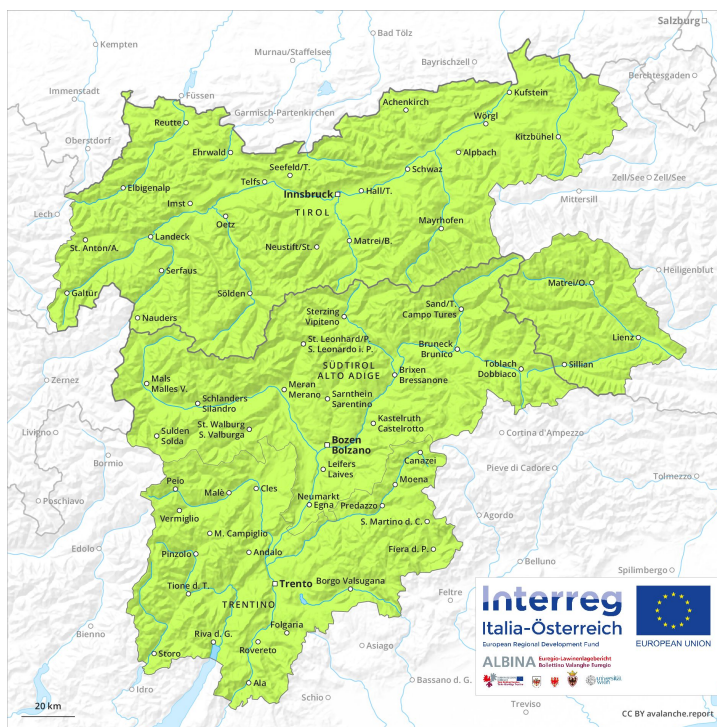 Salzburg
Bad Tölz
Kempten
Murnau/Staffelsee
Bayrischzell
Berchtesgaden
Immenstadt
Füssen
Kufstein
Achenkirch
Garmisch-Partenkirchen
Wörgl
Reutte
Kitzbühel
Oberstdorf
Ehrwald
Alpbach
Seefeld/T.
Schwaz
Telfs
Zell/See
Zell/See
Elbigenalp
Innsbruck
Hall/T.
Mittersill
Imst
TIROL
Lech
Oetz
Mayrhofen
Landeck
St. Anton/A.
Neustift/St.
Matrei/B.
Serfaus
Heiligenblut
Galtür
Sölden
Matrei/O.
Nauders
Sterzing
Vipiteno
Sand/T.
Campo Tures
Lienz
St. Leonhard/P.
S. Leonardo i. P.
Bruneck
Brunico
Toblach
Dobbiaco
Sillian
SÜDTIROL
ALTO ADIGE
Brixen
Bressanone
Zernez
Mals
Malles V.
Meran
Merano
Schlanders
Silandro
Sarnthein
Sarentino
St. Walburg
S. Valburga
Kastelruth
Castelrotto
Livigno
Sulden
Solda
Cortina d'Ampezzo
Bozen
Bolzano
Bormio
Canazei
Pieve di Cadore
Leifers
Laives
Tolmezzo
Peio
Moena
Malè
Cles
Poschiavo
Neumarkt
Egna
Predazzo
Vermiglio
Agordo
S. Martino d. C.
M. Campiglio
Edolo
Pinzolo
Andalo
Fiera d. P.
Belluno
Spilimbergo
Tione d. T.
Trento
Borgo Valsugana
Feltre
TRENTINO
Bienno
Riva d. G.
Folgaria
Rovereto
Asiago
Storo
Idro
Ala
Schio
Bassano d. G.
Treviso
Interreg
Italia-Österreich
European Regional Development Fund
EUROPEAN UNION
ALBINA
Euregio-Lawinenlagebericht
Bollettino Valanghe Euregio
universität
wien
20 km
CC BY avalanche.report